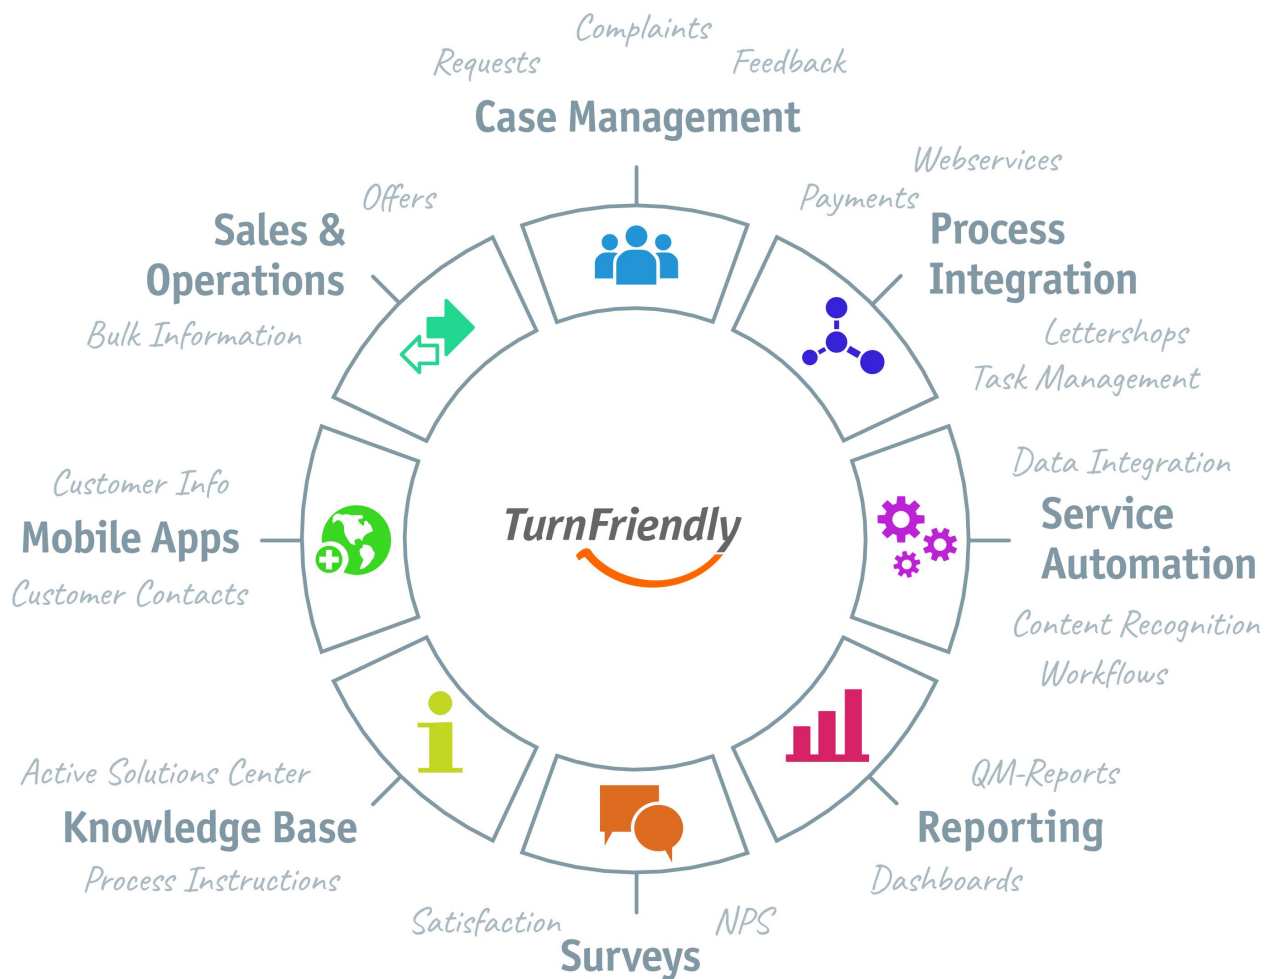 Complaints
Requests
Feedback
Case Management
Webservices
Payments
Process
Integration
Lettershops
Task Management
Data Integration
Service
Automation
Content Recognition
Workflows
QM-Reports
Reporting
Dashboards
NPS
Satisfaction
Surveys
Active Solutions Center
Knowledge Base
Process Instructions
Customer Info
Mobile Apps
Customer Contacts
Offers
Sales &
Operations
Bulk Information
TurnFriendly